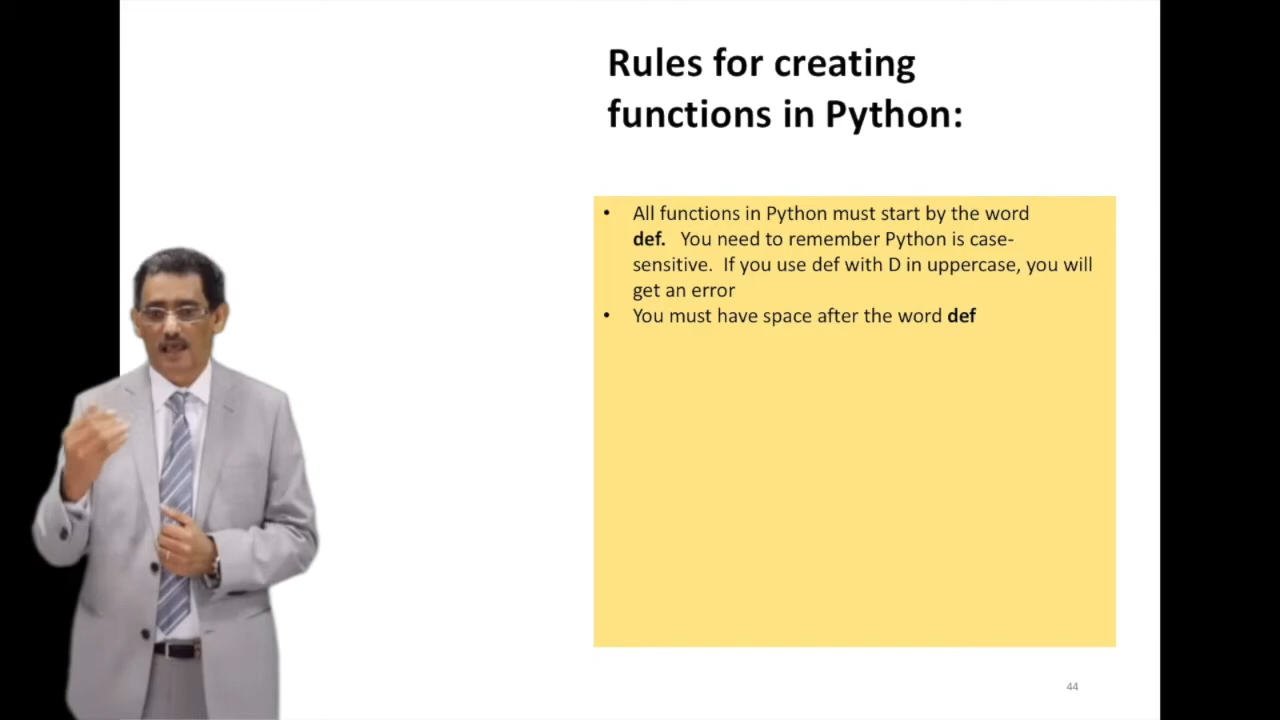 Rules for creating
functions in Python:
• All functions in Python must start by the word
def.   You need to remember Python is case-
sensitive.  If you use def with D in uppercase, you will
get an error
• You must have space after the word def
44